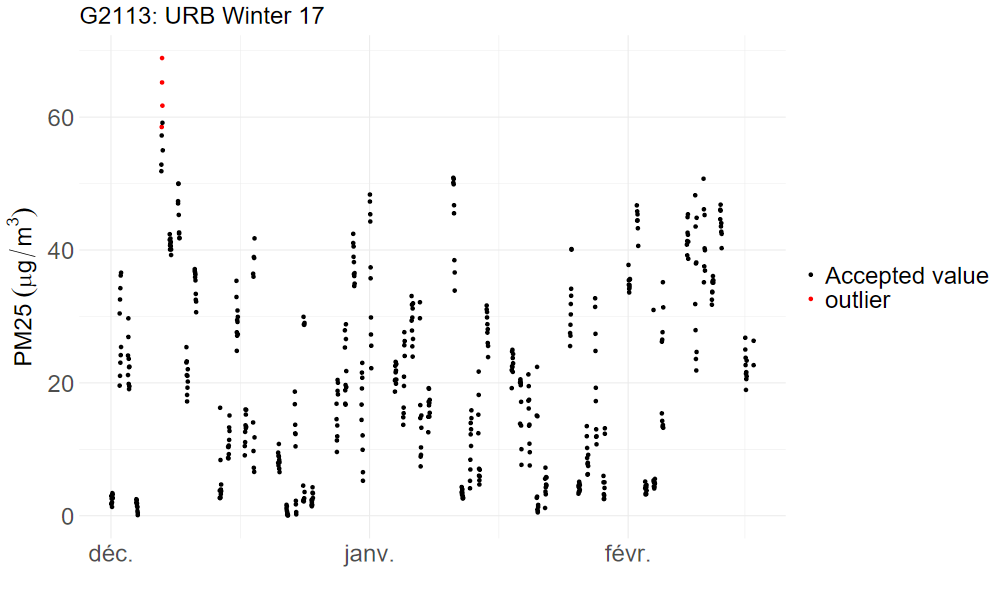 G2113: URB Winter 17
PM25 (µg/m³)
60
40
20
0
déc.
janv.
févr.
Accepted value
outlier